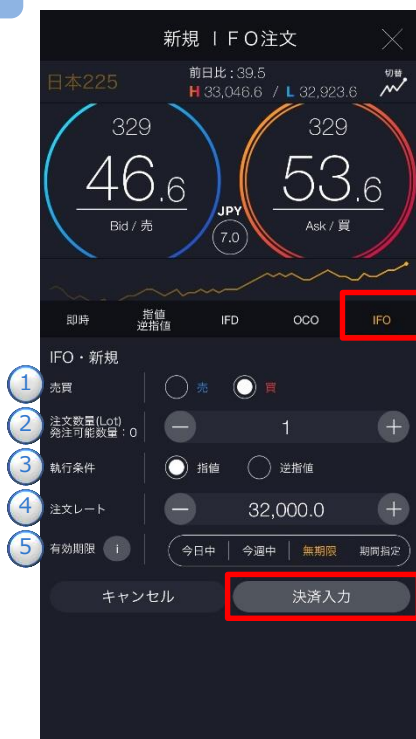 新規 IFO注文
日本225
前日比:39.5
H 33,046.6 / L 32,923.6
切替
329
46.6
Bid / 売
329
53.6
Ask / 買
JPY
7.0
即時
指値
逆指値
IFD
OCO
IFO
IFO・新規
1 売買 売 買
2 注文数量(Lot)
発注可能数量:0
1
3 執行条件 指値 逆指値
4 注文レート 32,000.0
5 有効期限 i 今日中 今週中 無期限 期間指定
キャンセル 決済入力